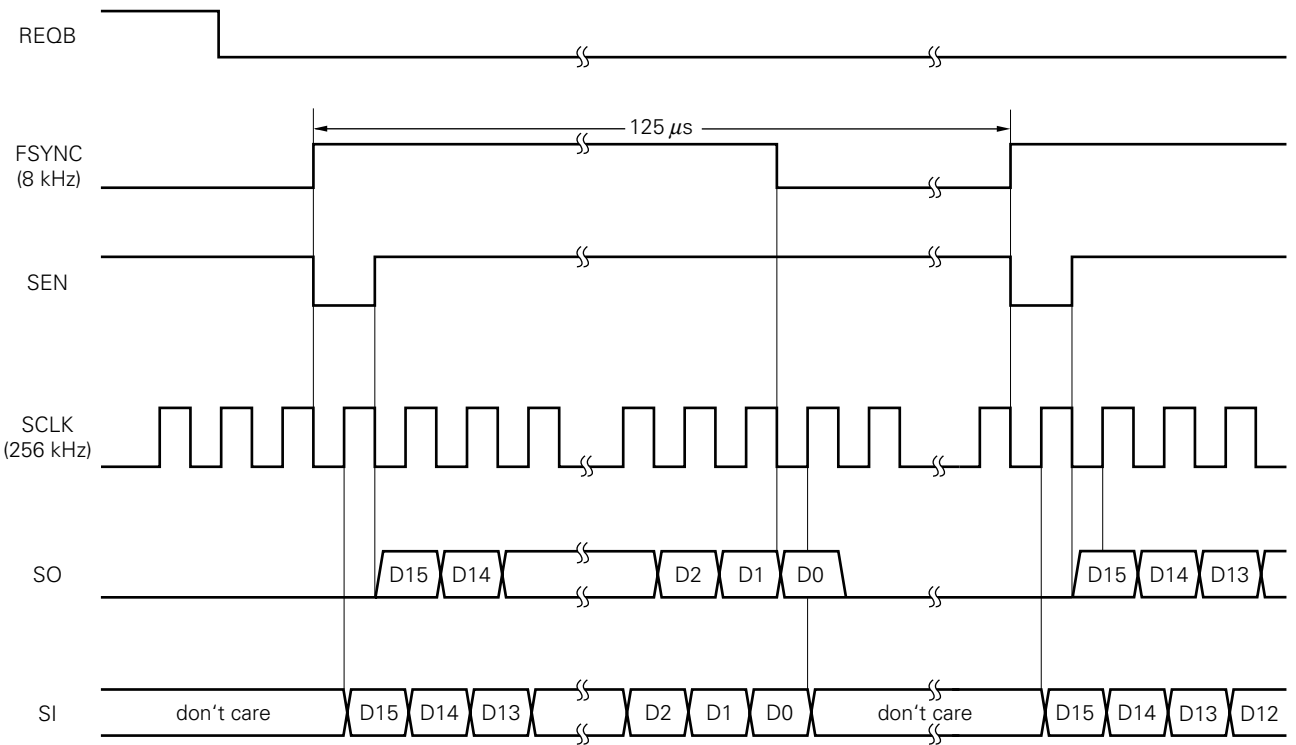 REQB
125 μs
FSYNC
(8 kHz)
SEN
SCLK
(256 kHz)
SO
D15 D14 D2 D1 D0 D15 D14 D13
SI
don't care D15 D14 D13 D2 D1 D0 don't care D15 D14 D13 D12